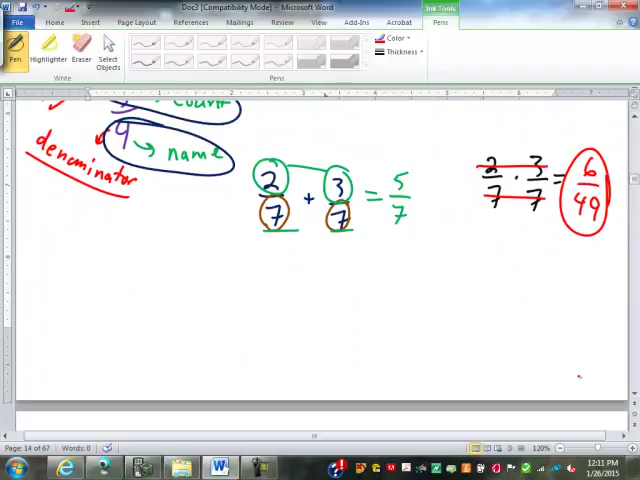 Doc3 [Compatibility Mode] - Microsoft Word
Ink Tools
File Home Insert Page Layout References Mailings Review View Add-Ins Acrobat Pens
Pen Highlighter Eraser Select Objects
Color
Thickness
Write Pens
count
9 → name
denominator
2/7 + 3/7 = 5/7
2/7 · 3/7 = 6/49
Page: 14 of 67 Words: 0 120%
12:11 PM
1/26/2015